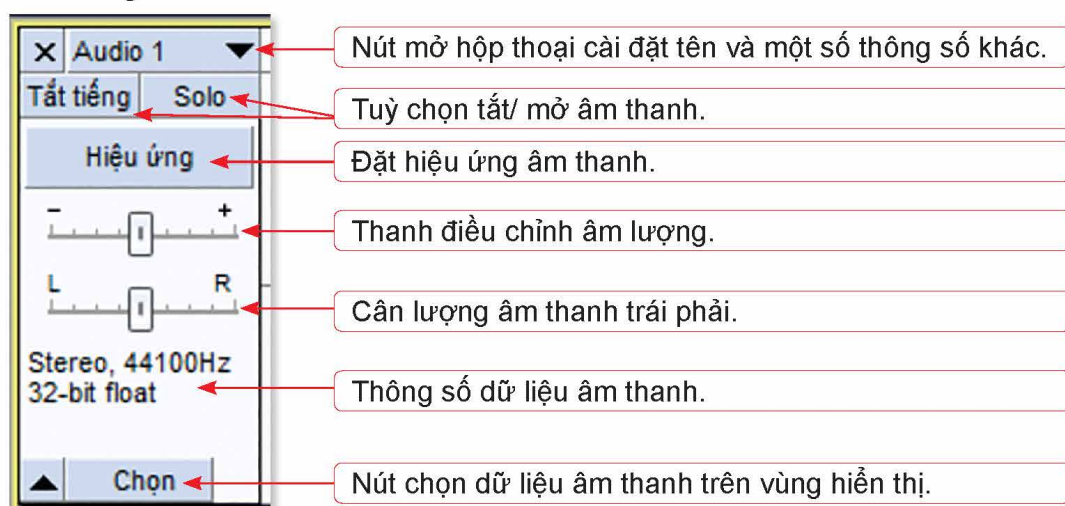 × Audio 1 ▼
Nút mở hộp thoại cài đặt tên và một số thông số khác.
Tắt tiếng Solo
Tuỳ chọn tắt/ mở âm thanh.
Hiệu ứng
Đặt hiệu ứng âm thanh.
- +
Thanh điều chỉnh âm lượng.
L R
Cân lượng âm thanh trái phải.
Stereo, 44100Hz
32-bit float
Thông số dữ liệu âm thanh.
▲ Chọn
Nút chọn dữ liệu âm thanh trên vùng hiển thị.